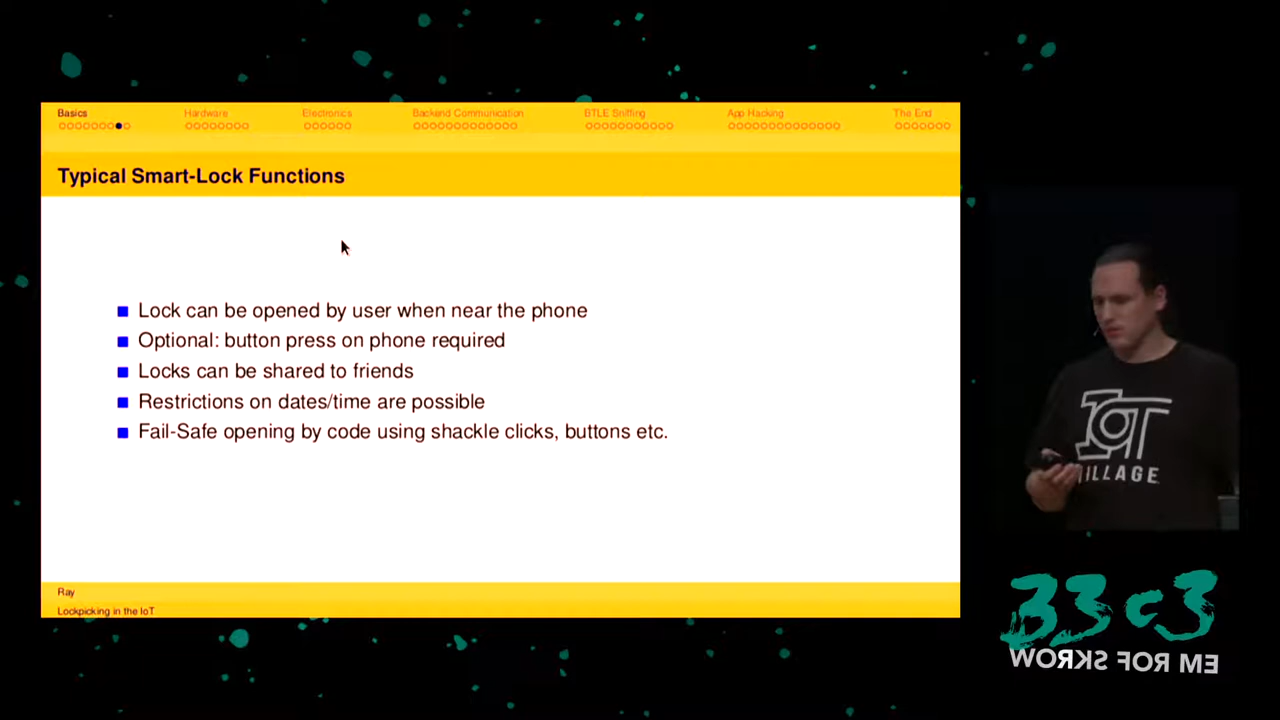 Basics
Hardware
Electronics
Backend Communication
BTLE Sniffing
App Hacking
The End
Typical Smart-Lock Functions
Lock can be opened by user when near the phone
Optional: button press on phone required
Locks can be shared to friends
Restrictions on dates/time are possible
Fail-Safe opening by code using shackle clicks, buttons etc.
Ray
Lockpicking in the IoT
IoT
ILLAGE
33c3
WORKS FOR ME